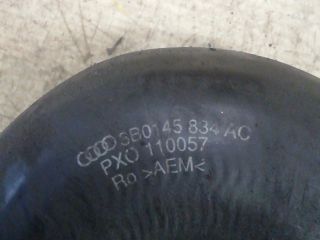 3B0145 834 AC
PXO 110057
Ro >AEM<